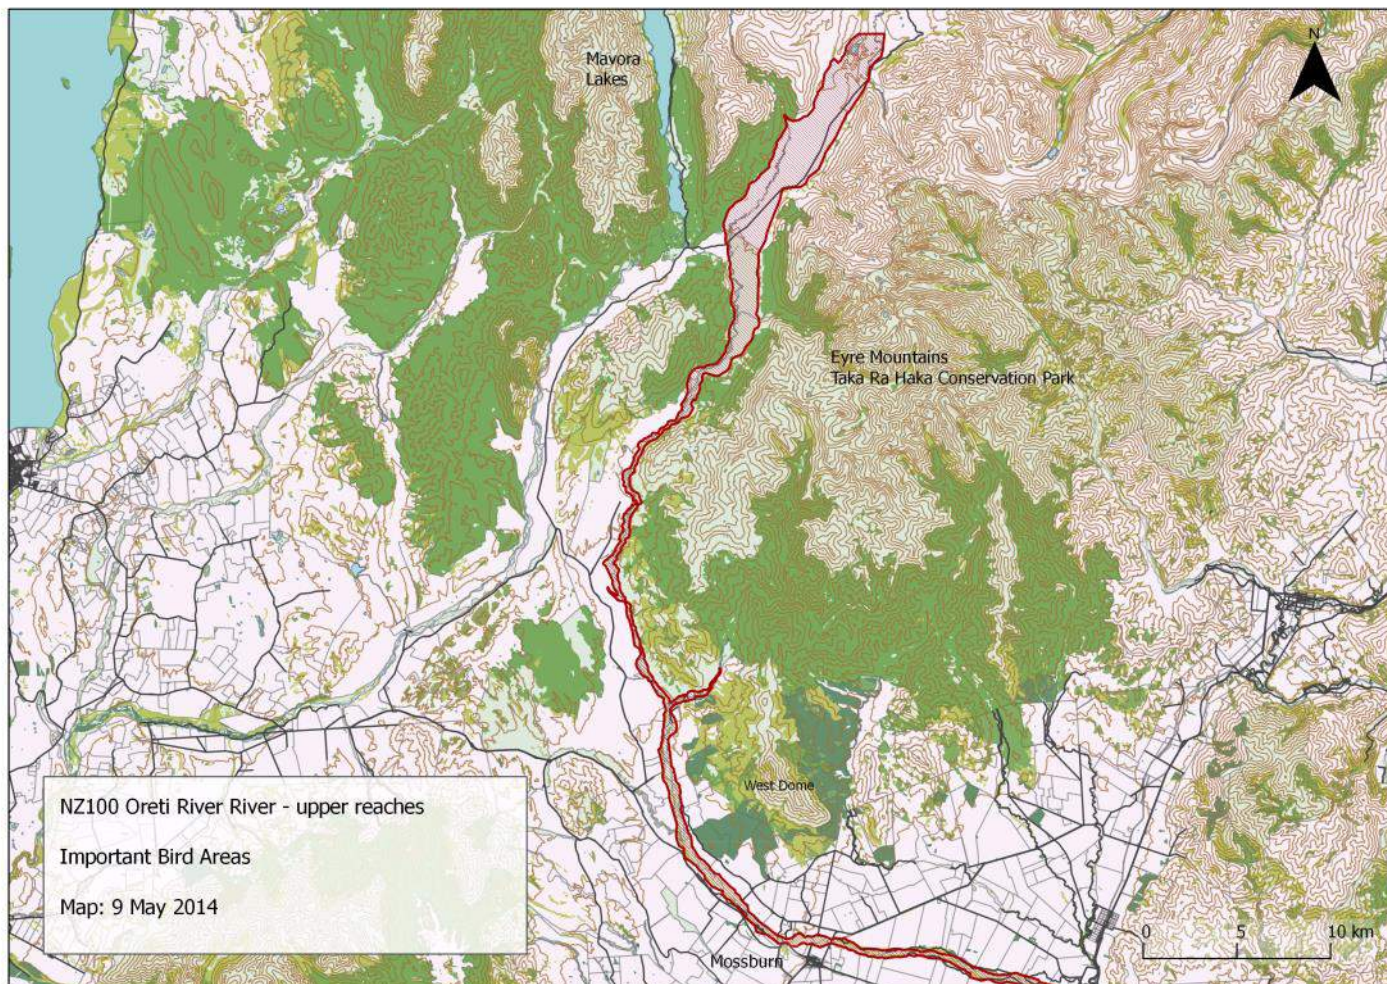 N
Mavora
Lakes
Eyre Mountains
Taka Ra Haka Conservation Park
West Dome
7
NZ100 Oreti River River - upper reaches
Important Bird Areas
Map: 9 May 2014
Mossburn
0 5 10 km